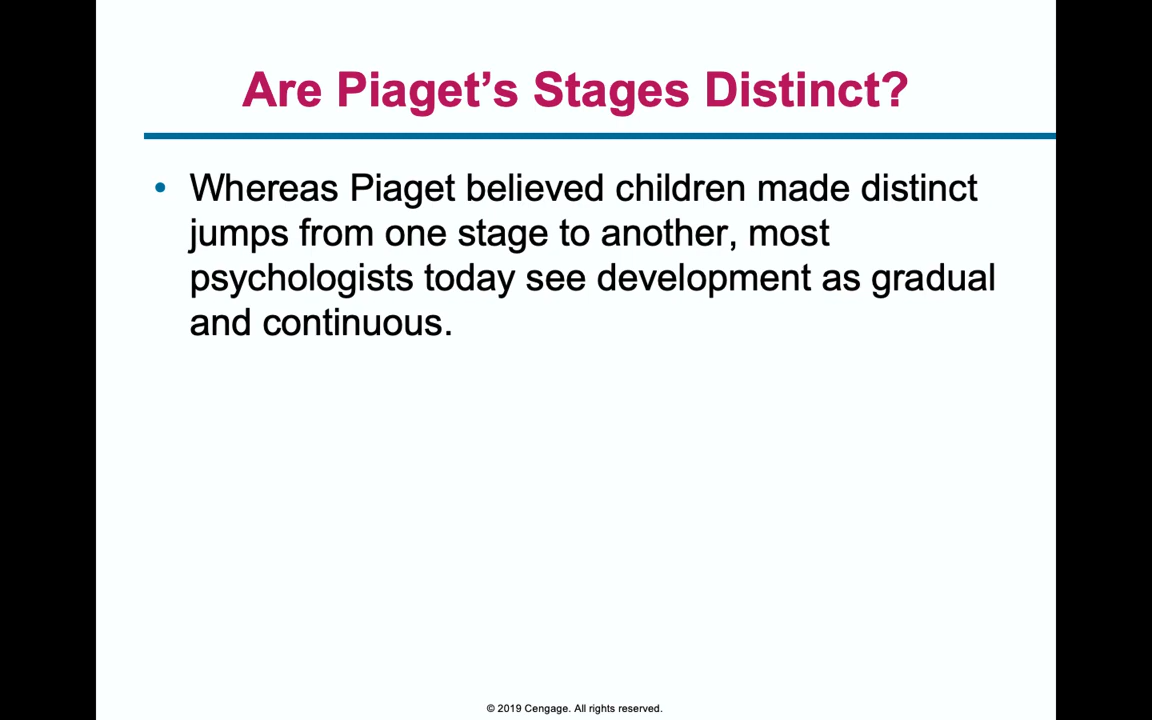 Are Piaget’s Stages Distinct?
• Whereas Piaget believed children made distinct
jumps from one stage to another, most
psychologists today see development as gradual
and continuous.
© 2019 Cengage. All rights reserved.